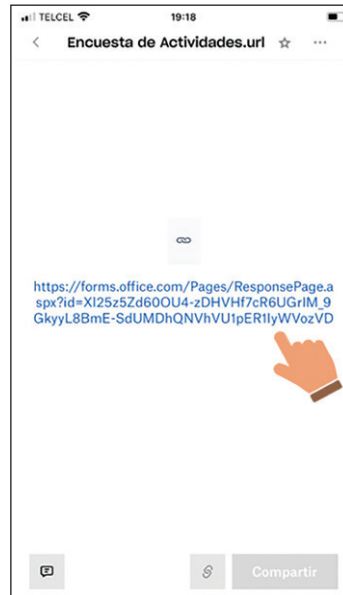 TELCEL 19:18
Encuesta de Actividades.url
https://forms.office.com/Pages/ResponsePage.a
spx?id=XI25z5Zd60OU4-zDHVHf7cR6UGrIM_9
GkyyL8BmE-SdUMDhQNVhVU1pER1IyWVozVD
Compartir